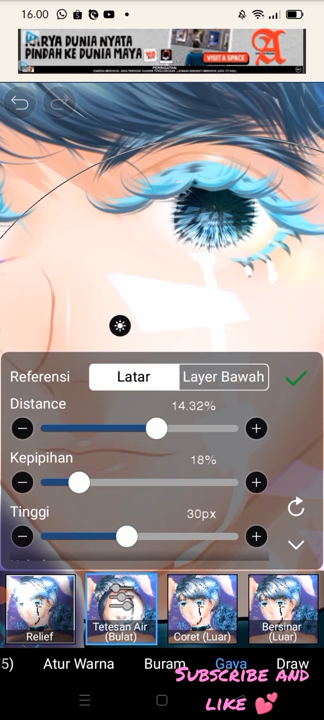 16.00
KARYA DUNIA NYATA
PINDAH KE DUNIA MAYA
VISIT A SPACE
A
PERINGATAN
Referensi
Latar
Layer Bawah
Distance
14.32%
Kepipihan
18%
Tinggi
30px
Relief
Tetesan Air
(Bulat)
Coret (Luar)
Bersinar
(Luar)
5)
Atur Warna
Buram
Gaya
Draw
SUBSCRIBE AND
LIKE 💕